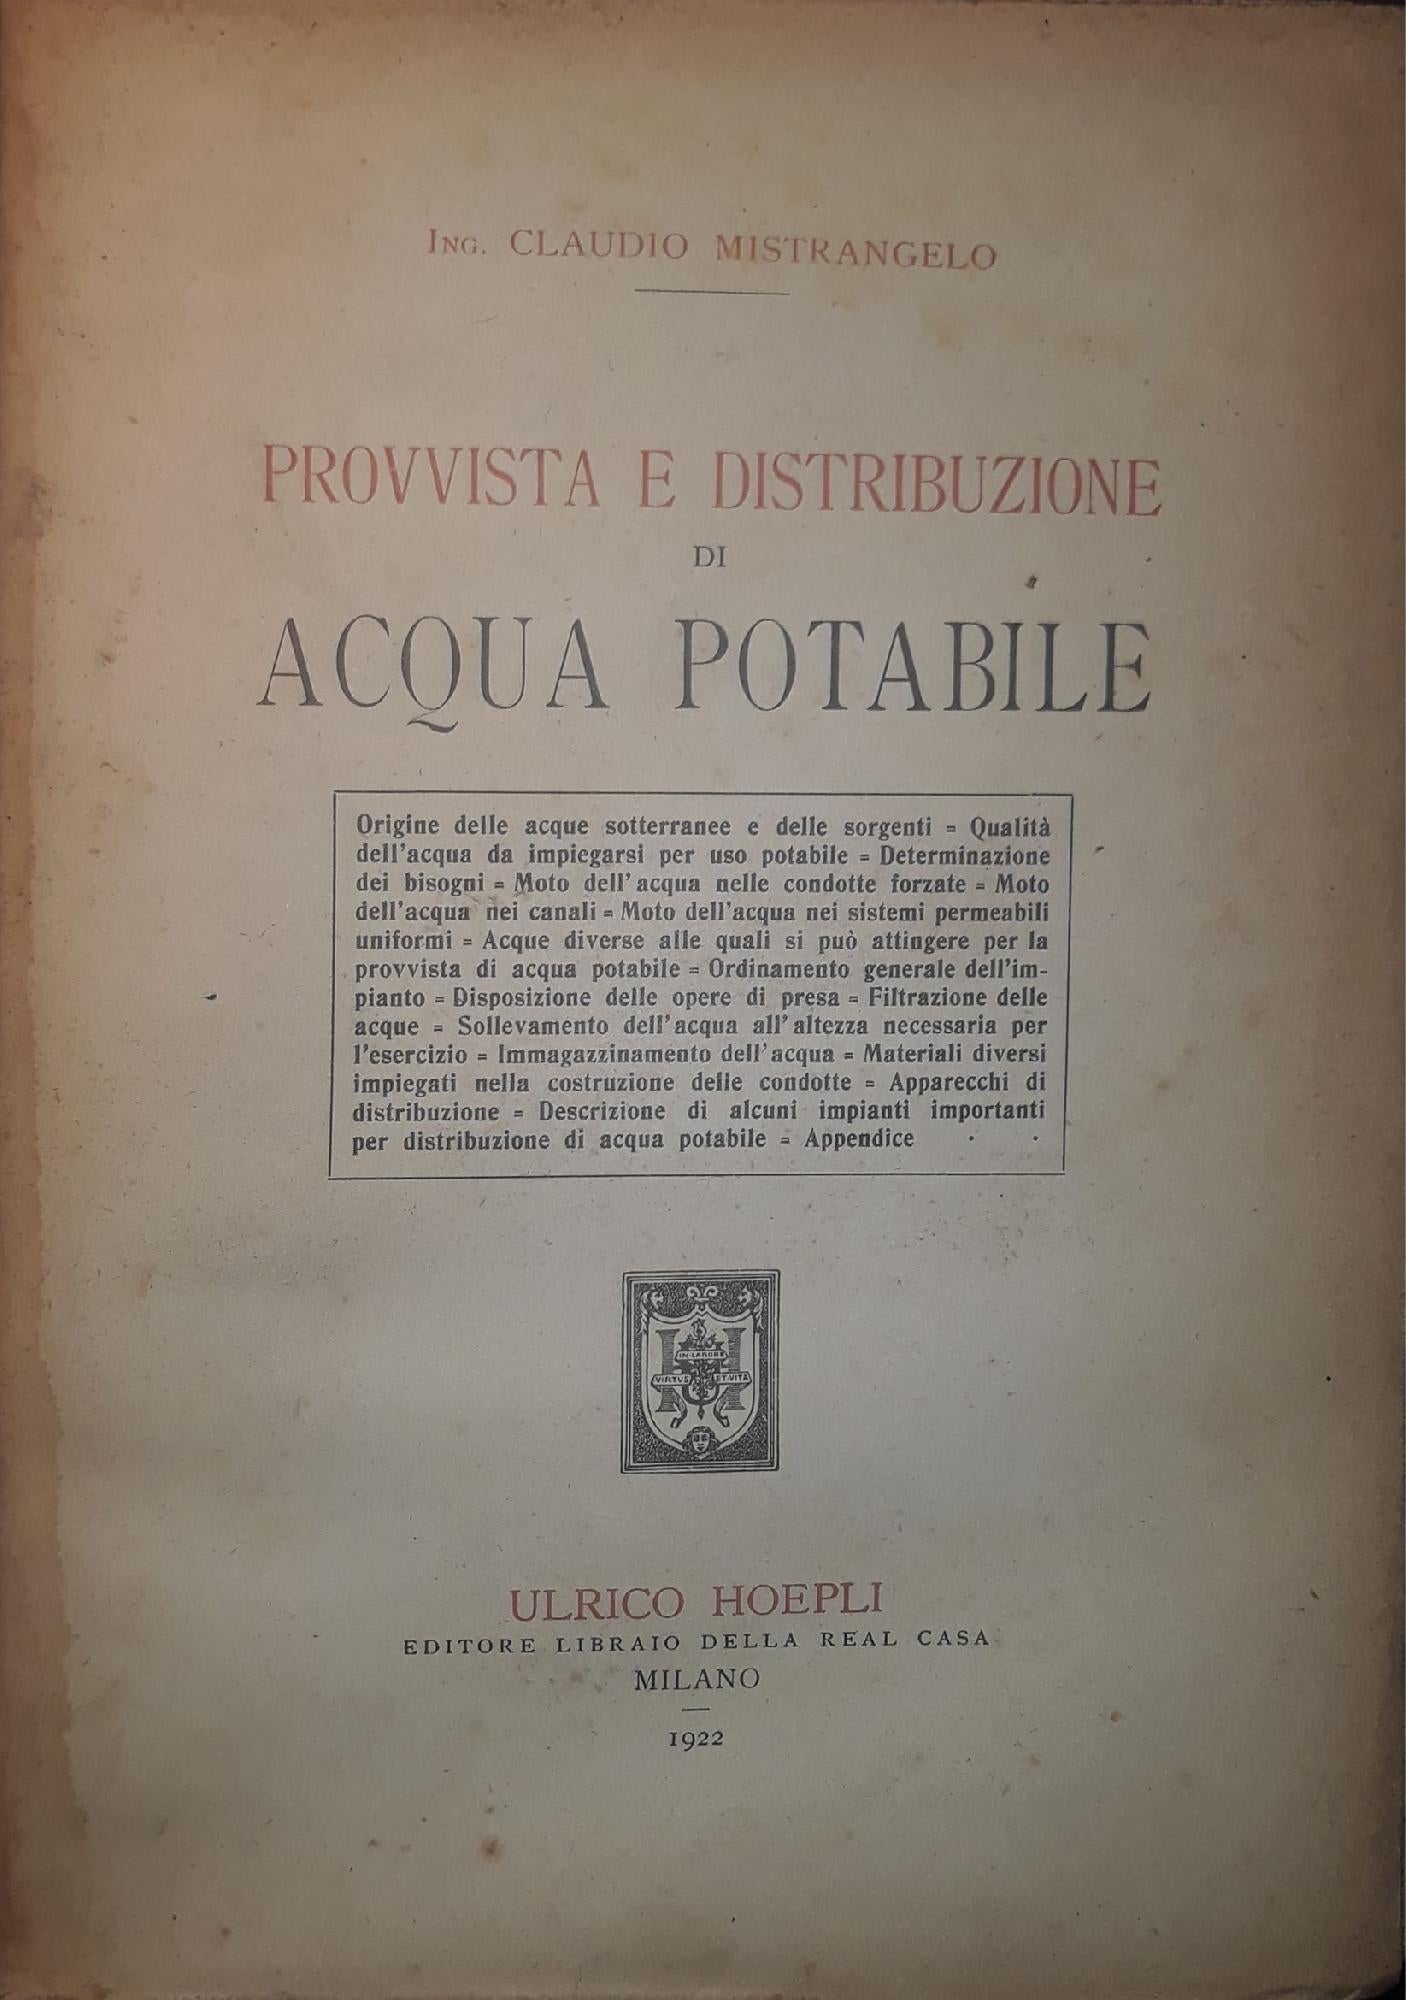 ING. CLAUDIO MISTRANGELO
PROVVISTA E DISTRIBUZIONE
DI
ACQUA POTABILE
Origine delle acque sotterranee e delle sorgenti = Qualità
dell'acqua da impiegarsi per uso potabile = Determinazione
dei bisogni = Moto dell'acqua nelle condotte forzate = Moto
dell'acqua nei canali = Moto dell'acqua nei sistemi permeabili
uniformi = Acque diverse alle quali si può attingere per la
provvista di acqua potabile = Ordinamento generale dell'im-
pianto = Disposizione delle opere di presa = Filtrazione delle
acque = Sollevamento dell'acqua all'altezza necessaria per
l'esercizio = Immagazzinamento dell'acqua = Materiali diversi
impiegati nella costruzione delle condotte = Apparecchi di
distribuzione = Descrizione di alcuni impianti importanti
per distribuzione di acqua potabile = Appendice
H
IN·LABORE
VIRTVS ET·VITA
ULRICO HOEPLI
EDITORE LIBRAIO DELLA REAL CASA
MILANO
1922